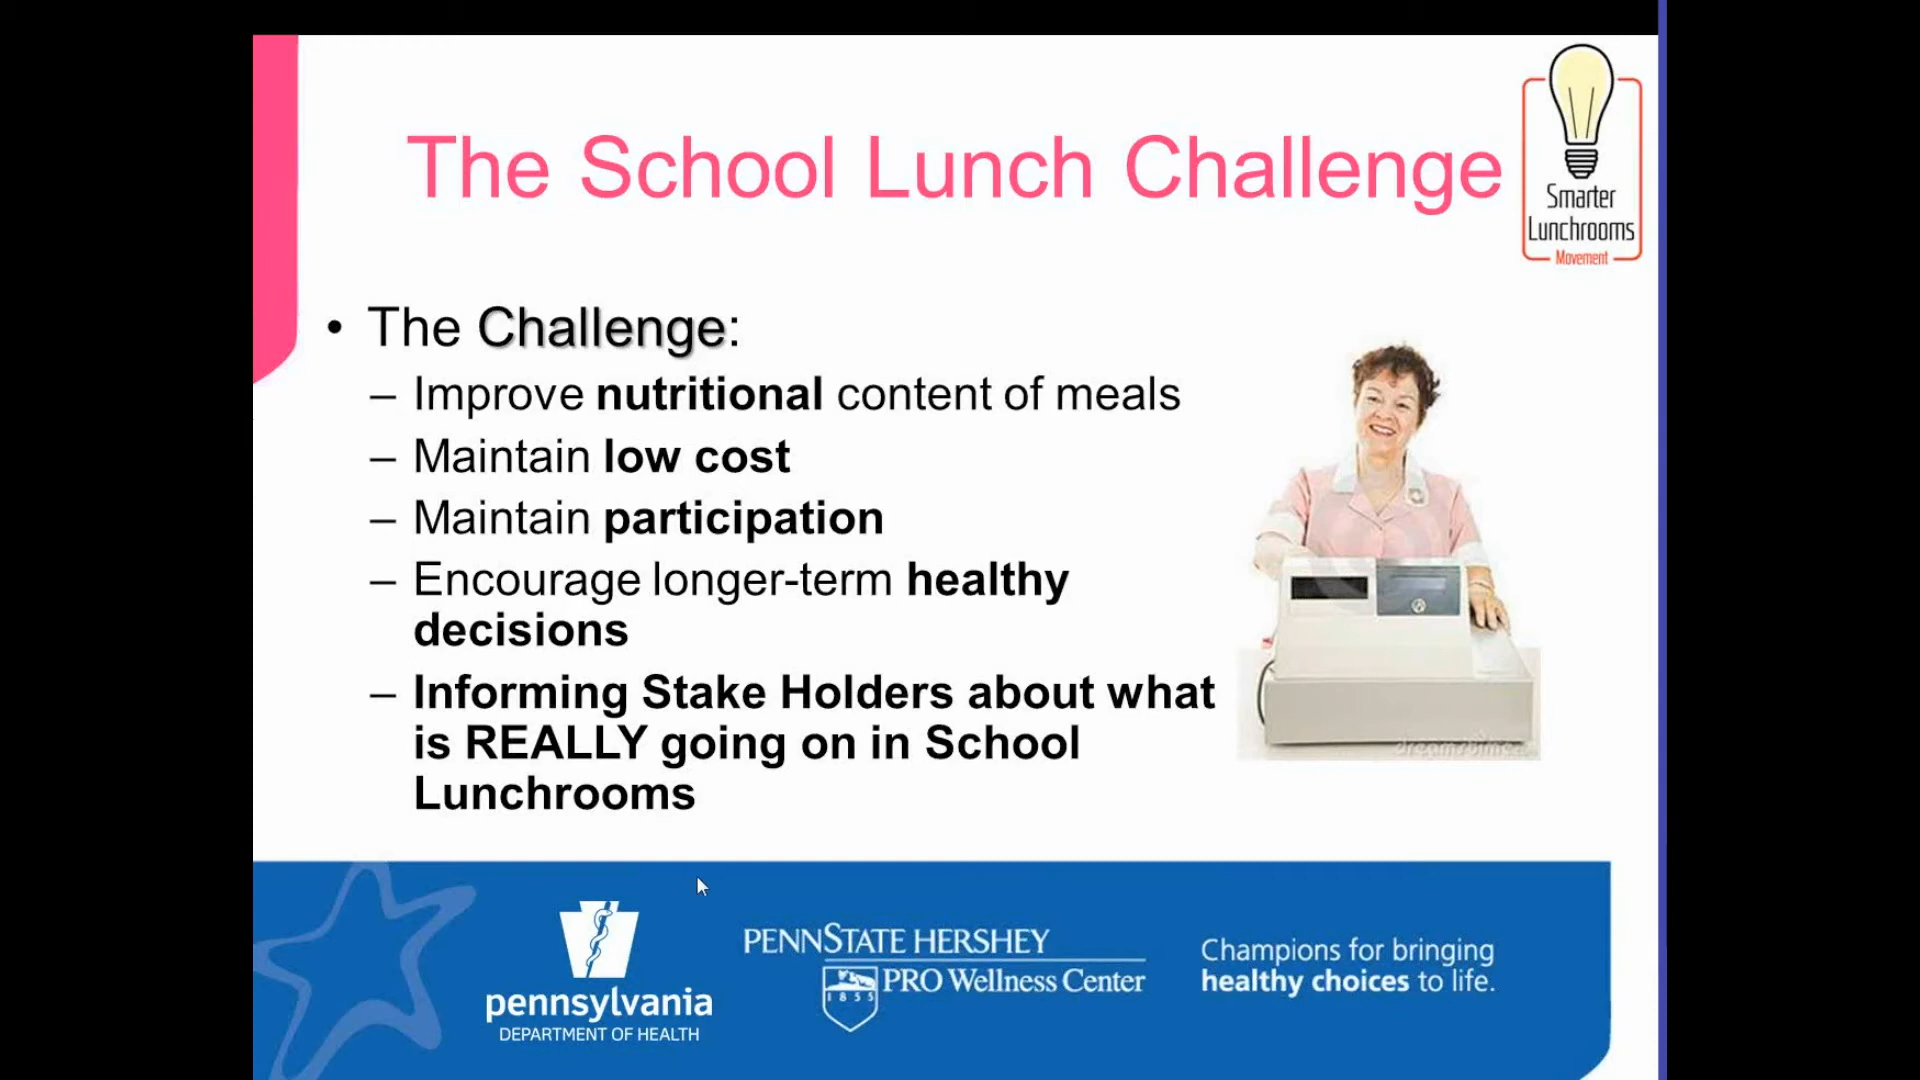 The School Lunch Challenge
Smarter
Lunchrooms
Movement
• The Challenge:
– Improve nutritional content of meals
– Maintain low cost
– Maintain participation
– Encourage longer-term healthy
decisions
– Informing Stake Holders about what
is REALLY going on in School
Lunchrooms
dreamstime
pennsylvania
DEPARTMENT OF HEALTH
PENNSTATE HERSHEY
PRO Wellness Center
1855
Champions for bringing
healthy choices to life.